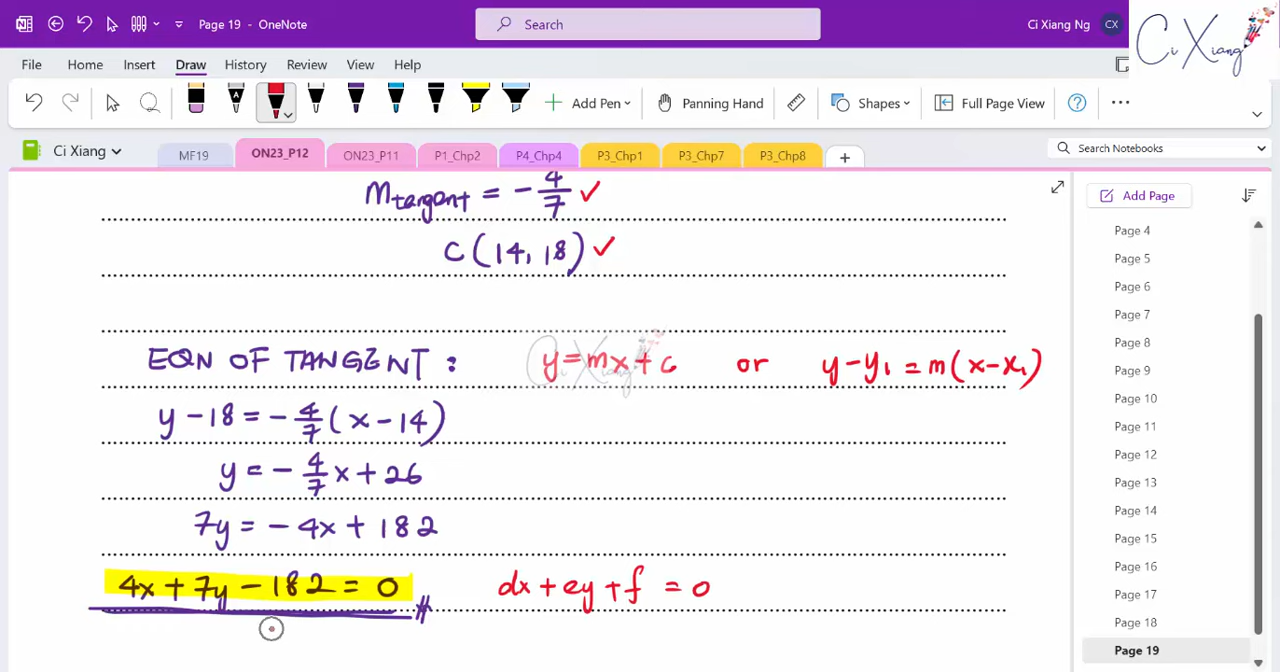 Page 19 - OneNote
Search
Ci Xiang Ng
CX
Ci Xiang
File Home Insert Draw History Review View Help
Add Pen
Panning Hand
Shapes
Full Page View
Ci Xiang
MF19
ON23_P12
ON23_P11
P1_Chp2
P4_Chp4
P3_Chp1
P3_Chp7
P3_Chp8
Search Notebooks
Add Page
Page 4
Page 5
Page 6
Page 7
Page 8
Page 9
Page 10
Page 11
Page 12
Page 13
Page 14
Page 15
Page 16
Page 17
Page 18
Page 19
Mtangent = -4/7 ✓
C(14, 18) ✓
EQN OF TANGENT : y=mx+c or y-y₁=m(x-x₁)
Ci Xiang
y-18=-4/7(x-14)
y=-4/7x+26
7y=-4x+182
4x+7y-182=0 dx+ey+f=0